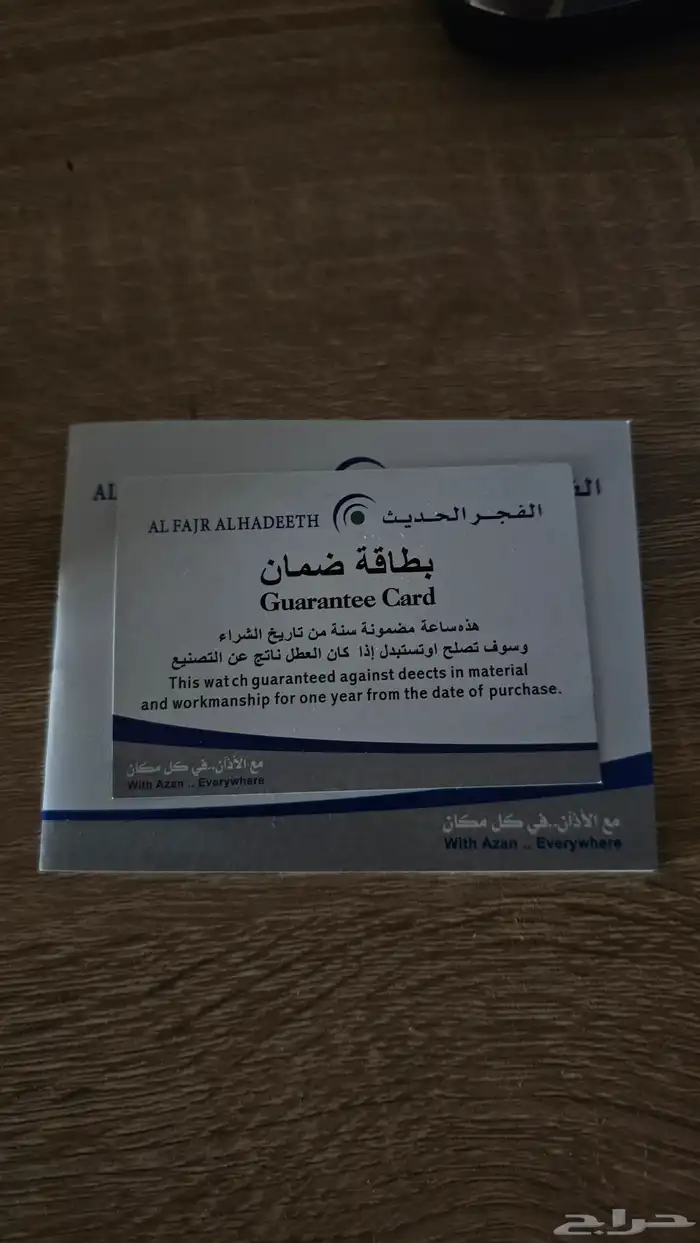 AL
الف
AL FAJR ALHADEETH الفجر الحديث
بطاقة ضمان
Guarantee Card
هذه ساعة مضمونة سنة من تاريخ الشراء
وسوف تصلح اوتستبدل إذا كان العطل ناتج عن التصنيع
This watch guaranteed against deects in material
and workmanship for one year from the date of purchase.
مع الأذان..في كل مكان
With Azan .. Everywhere
مع الأذان..في كل مكان
With Azan .. Everywhere
حراج